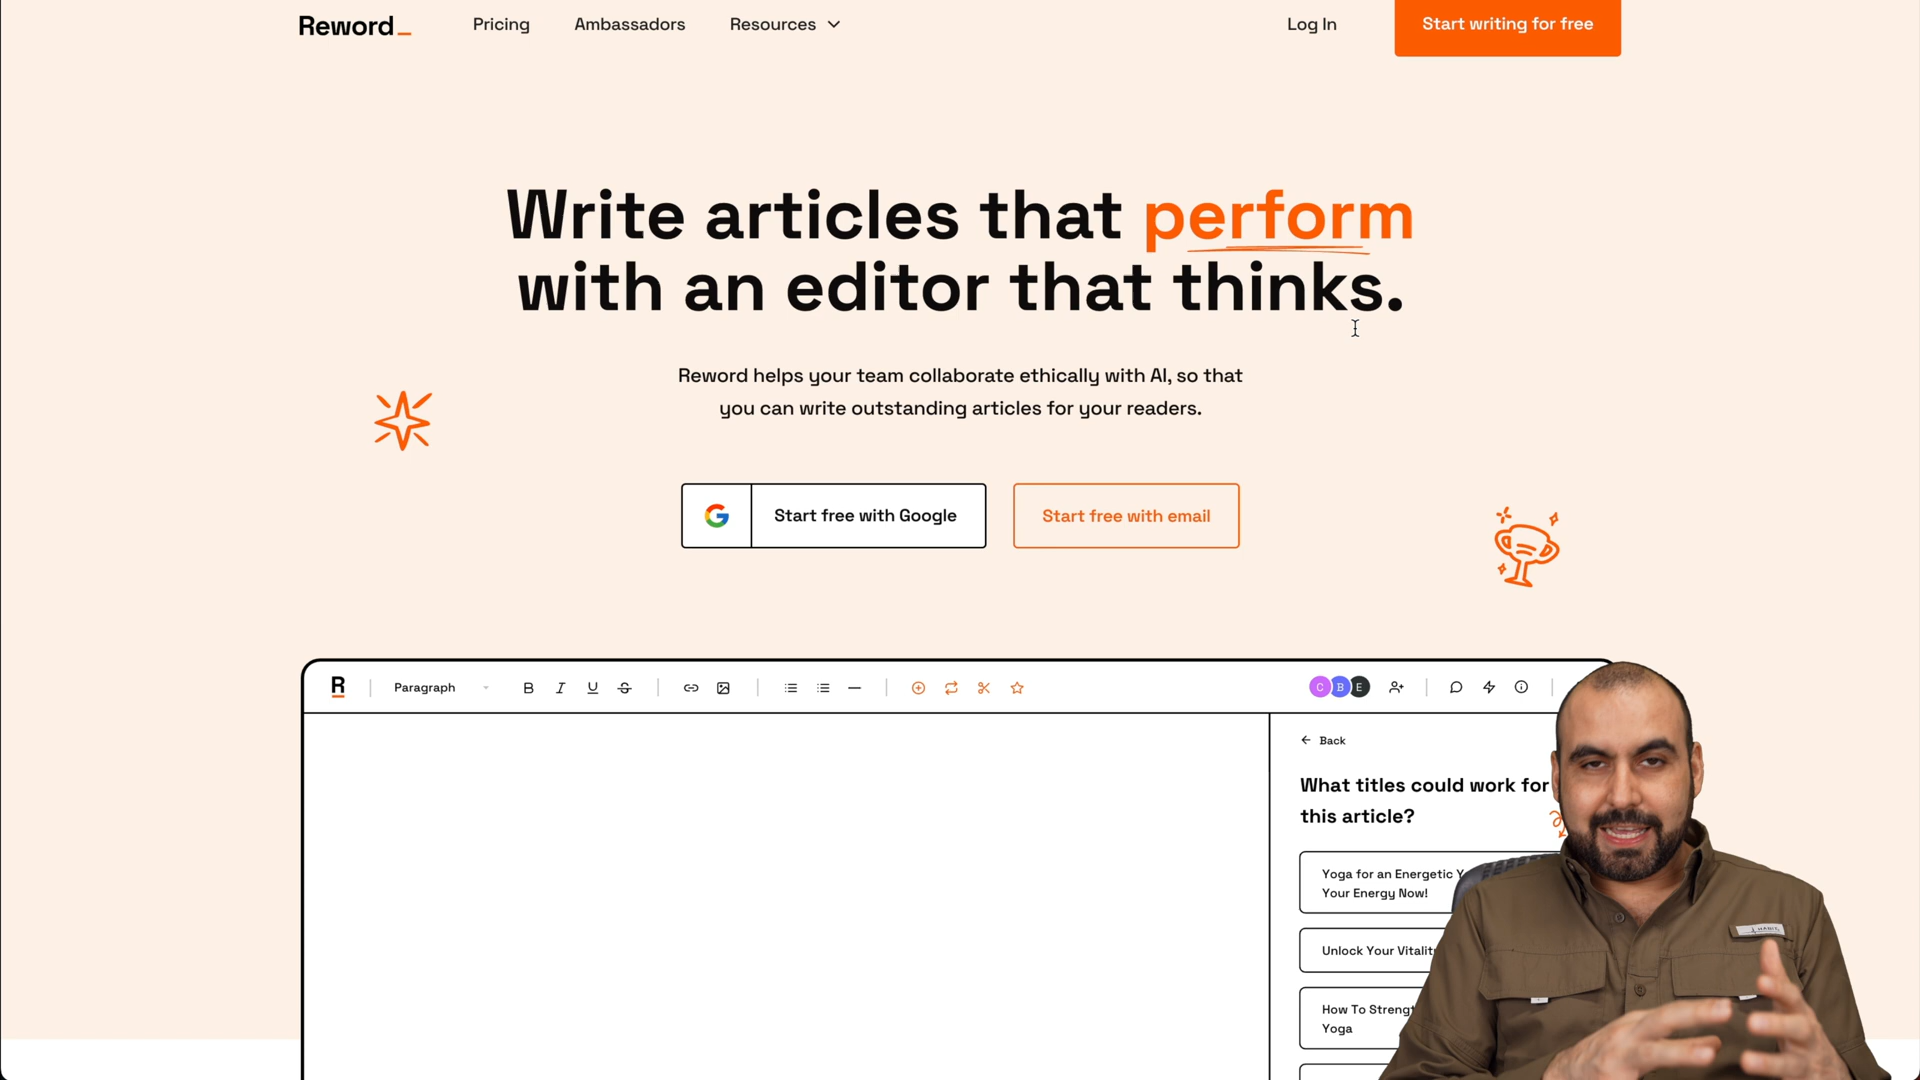 Reword_
Pricing
Ambassadors
Resources
Log In
Start writing for free
Write articles that perform
with an editor that thinks.
Reword helps your team collaborate ethically with AI, so that
you can write outstanding articles for your readers.
Start free with Google
Start free with email
R
Paragraph
B
I
U
S
C
B
E
Back
What titles could work for
this article?
Yoga for an Energetic Y
Your Energy Now!
Unlock Your Vitalit
How To Strengt
Yoga
HABIT